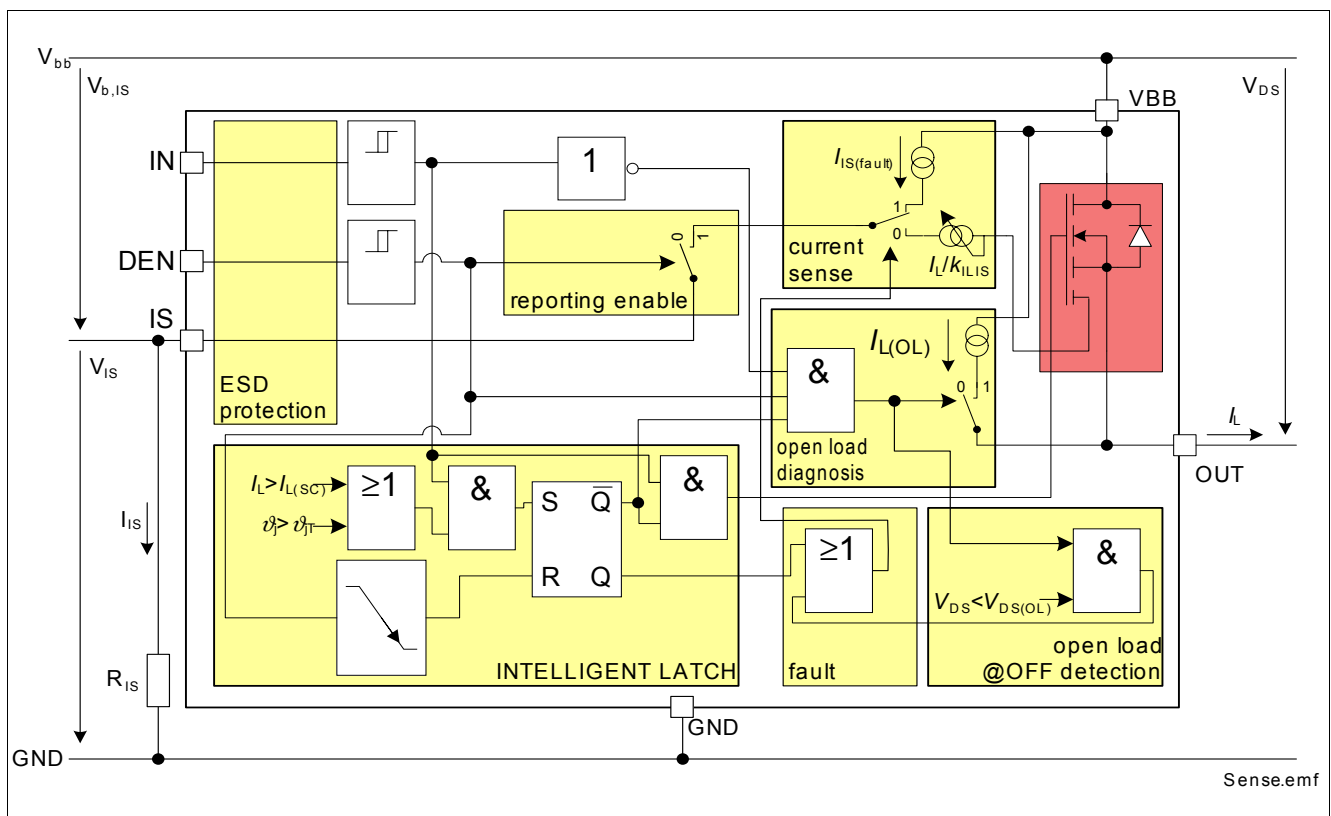 V_bb
V_b,IS
V_DS
VBB
IN
1
I_IS(fault)
1
0
current
sense
I_L/k_ILIS
DEN
0
1
reporting enable
IS
V_IS
ESD
protection
I_L(OL)
0
1
&
open load
diagnosis
I_L
OUT
I_L>I_L(SC)
ϑ_j>ϑ_jT
≥1
&
S
Q̅
R
Q
&
INTELLIGENT LATCH
I_IS
≥1
fault
&
V_DS<V_DS(OL)
open load
@OFF detection
R_IS
GND
GND
Sense.emf